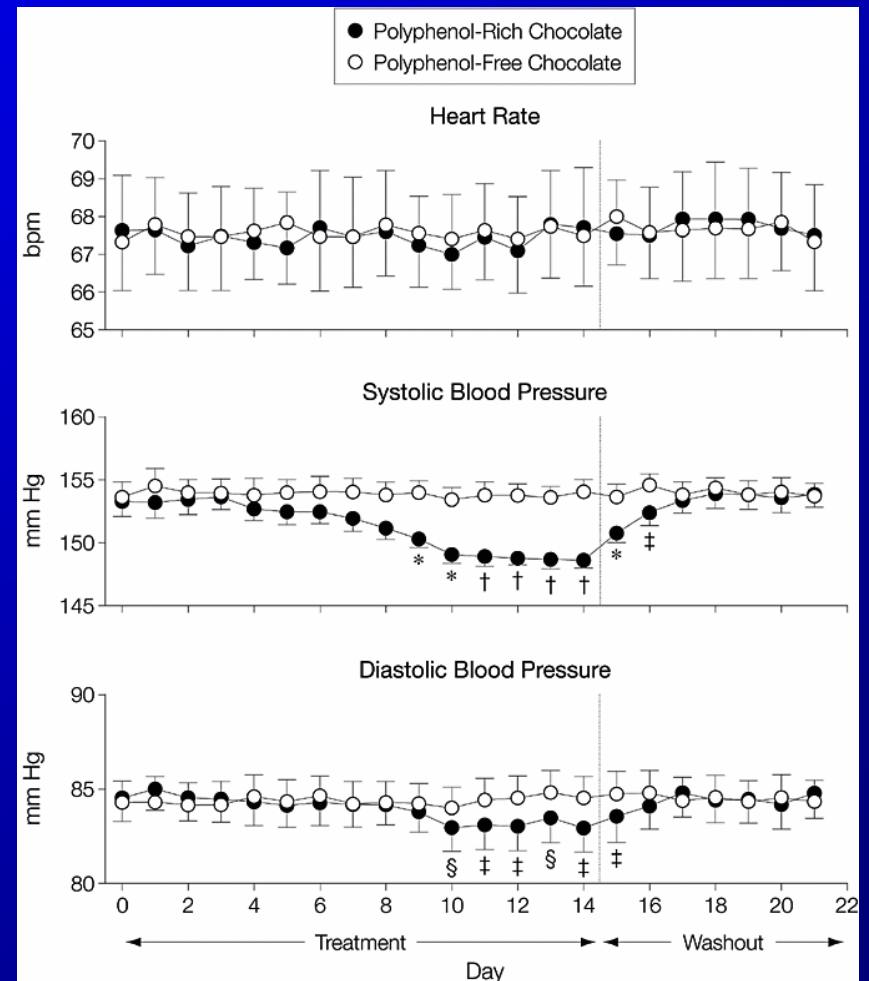 Polyphenol-Rich Chocolate
Polyphenol-Free Chocolate
Heart Rate
70
69
68
67
66
65
bpm
Systolic Blood Pressure
160
155
150
145
mm Hg
* * † † † † * ‡
Diastolic Blood Pressure
90
85
80
mm Hg
§ ‡ ‡ § ‡ ‡
0 2 4 6 8 10 12 14 16 18 20 22
Treatment Washout
Day